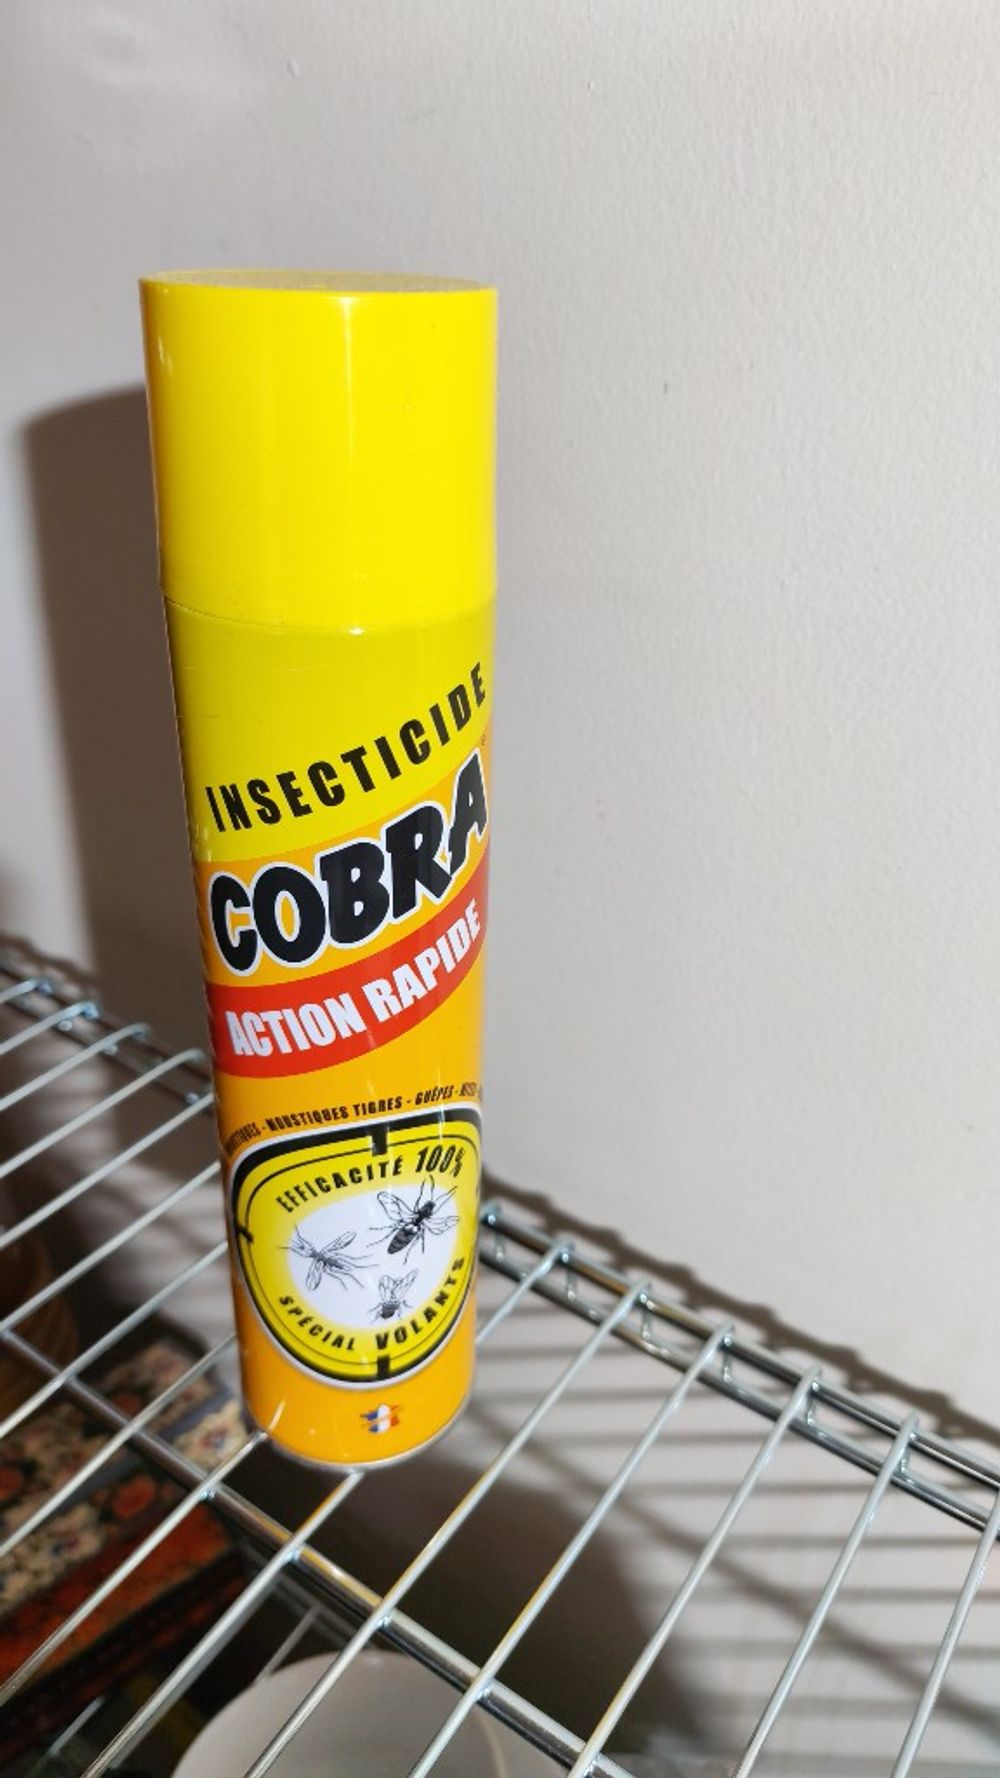 INSECTICIDE
COBRA
ACTION RAPIDE
- MOUSTIQUES TIGRES - GUÊPES -
EFFICACITÉ 100%
SPÉCIAL VOLANTS